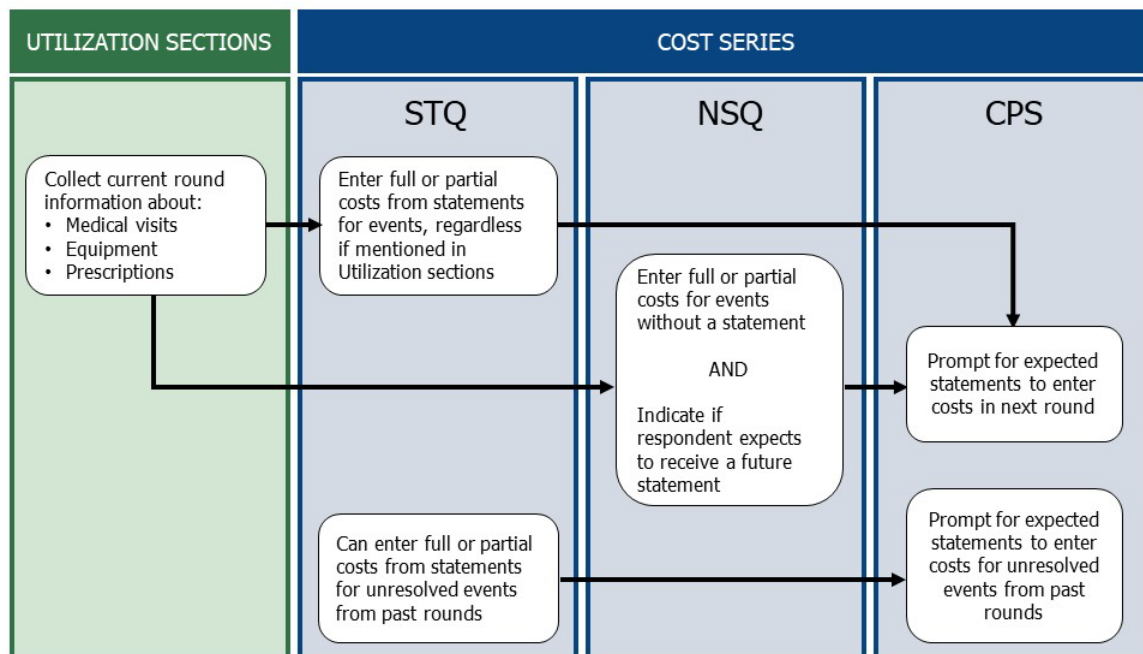 UTILIZATION SECTIONS
COST SERIES
STQ
NSQ
CPS
Collect current round
information about:
• Medical visits
• Equipment
• Prescriptions
Enter full or partial
costs from statements
for events, regardless
if mentioned in
Utilization sections
Enter full or partial
costs for events
without a statement
AND
Indicate if
respondent expects
to receive a future
statement
Prompt for expected
statements to enter
costs in next round
Can enter full or partial
costs from statements
for unresolved events
from past rounds
Prompt for expected
statements to enter
costs for unresolved
events from past
rounds